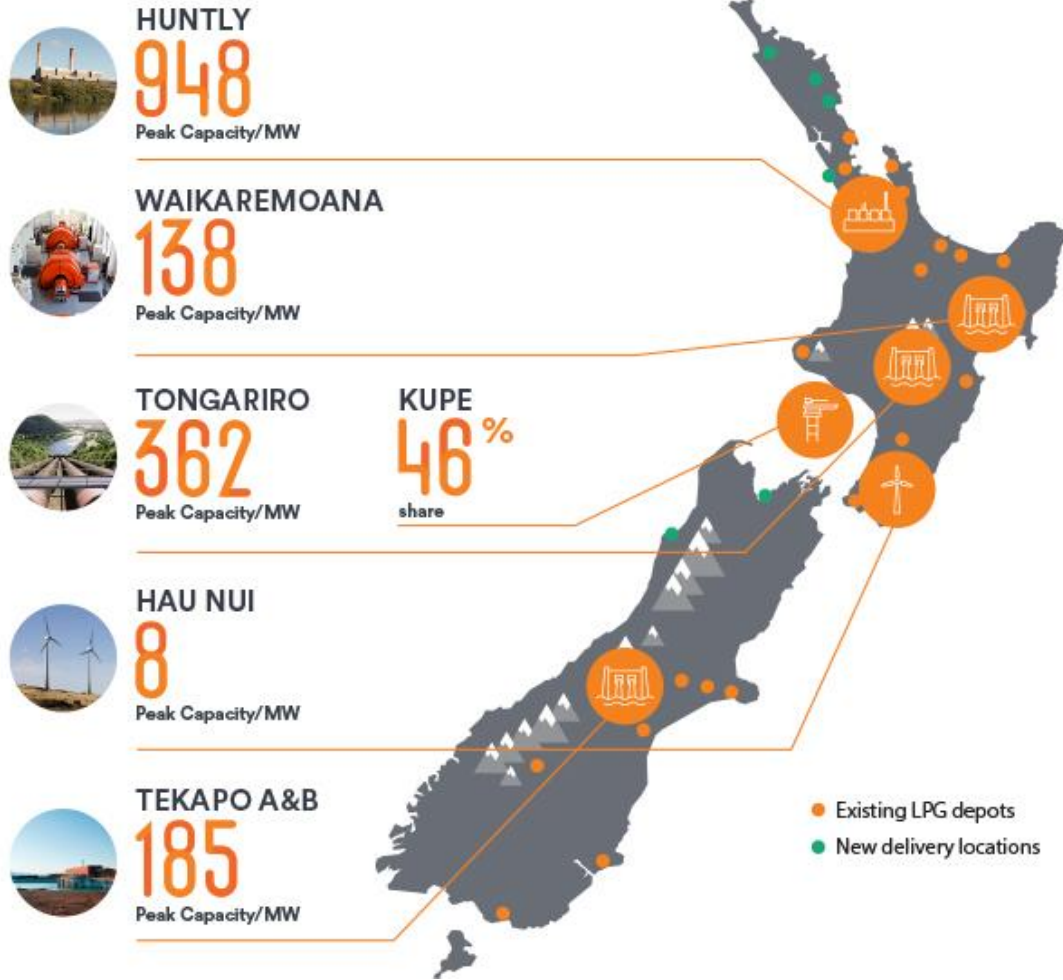 HUNTLY
948
Peak Capacity/MW
WAIKAREMOANA
138
Peak Capacity/MW
TONGARIRO
362
Peak Capacity/MW
KUPE
46%
share
HAU NUI
8
Peak Capacity/MW
TEKAPO A&B
185
Peak Capacity/MW
Existing LPG depots
New delivery locations